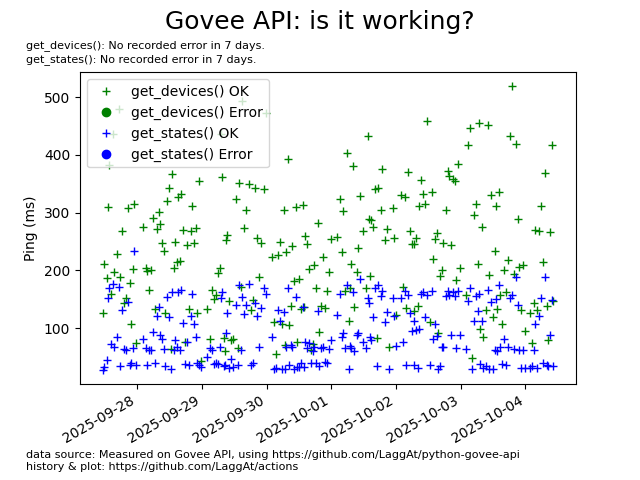 Govee API: is it working?
get_devices(): No recorded error in 7 days.
get_states(): No recorded error in 7 days.
get_devices() OK
get_devices() Error
get_states() OK
get_states() Error
Ping (ms)
500
400
300
200
100
2025-09-28
2025-09-29
2025-09-30
2025-10-01
2025-10-02
2025-10-03
2025-10-04
data source: Measured on Govee API, using https://github.com/LaggAt/python-govee-api
history & plot: https://github.com/LaggAt/actions